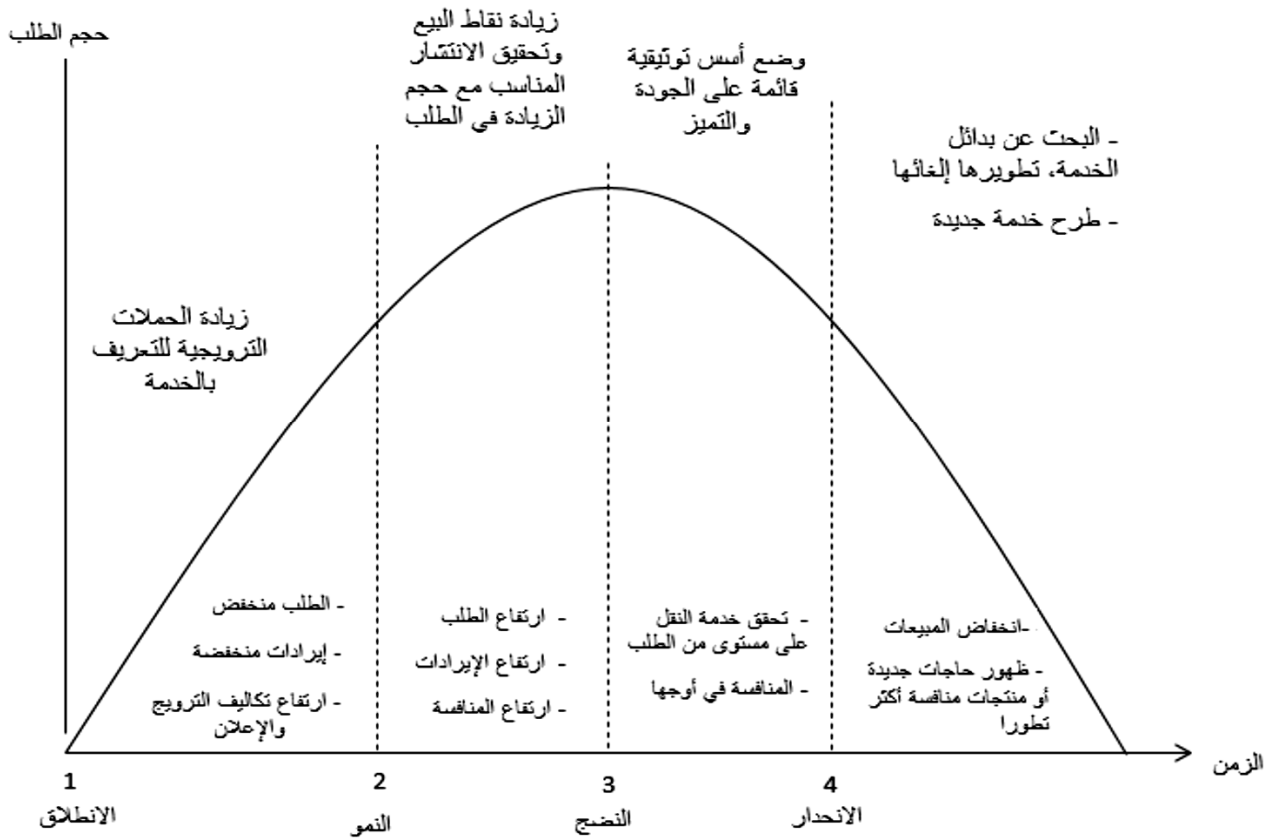 حجم الطلب
زيادة نقاط البيع
وتحقيق الانتشار
المناسب مع حجم
الزيادة في الطلب
وضع أسس توثيقية
قائمة على الجودة
والتميز
- البحث عن بدائل
الخدمة، تطويرها إلغائها
- طرح خدمة جديدة
زيادة الحملات
الترويجية للتعريف
بالخدمة
- الطلب منخفض
- إيرادات منخفضة
- ارتفاع تكاليف الترويج
والإعلان
- ارتفاع الطلب
- ارتفاع الإيرادات
- ارتفاع المنافسة
- تحقق خدمة النقل
على مستوى من الطلب
- المنافسة في أوجها
-انخفاض المبيعات
- ظهور حاجات جديدة
أو منتجات منافسة أكثر
تطورا
الزمن
1
2
3
4
الانطلاق
النمو
النضج
الانحدار